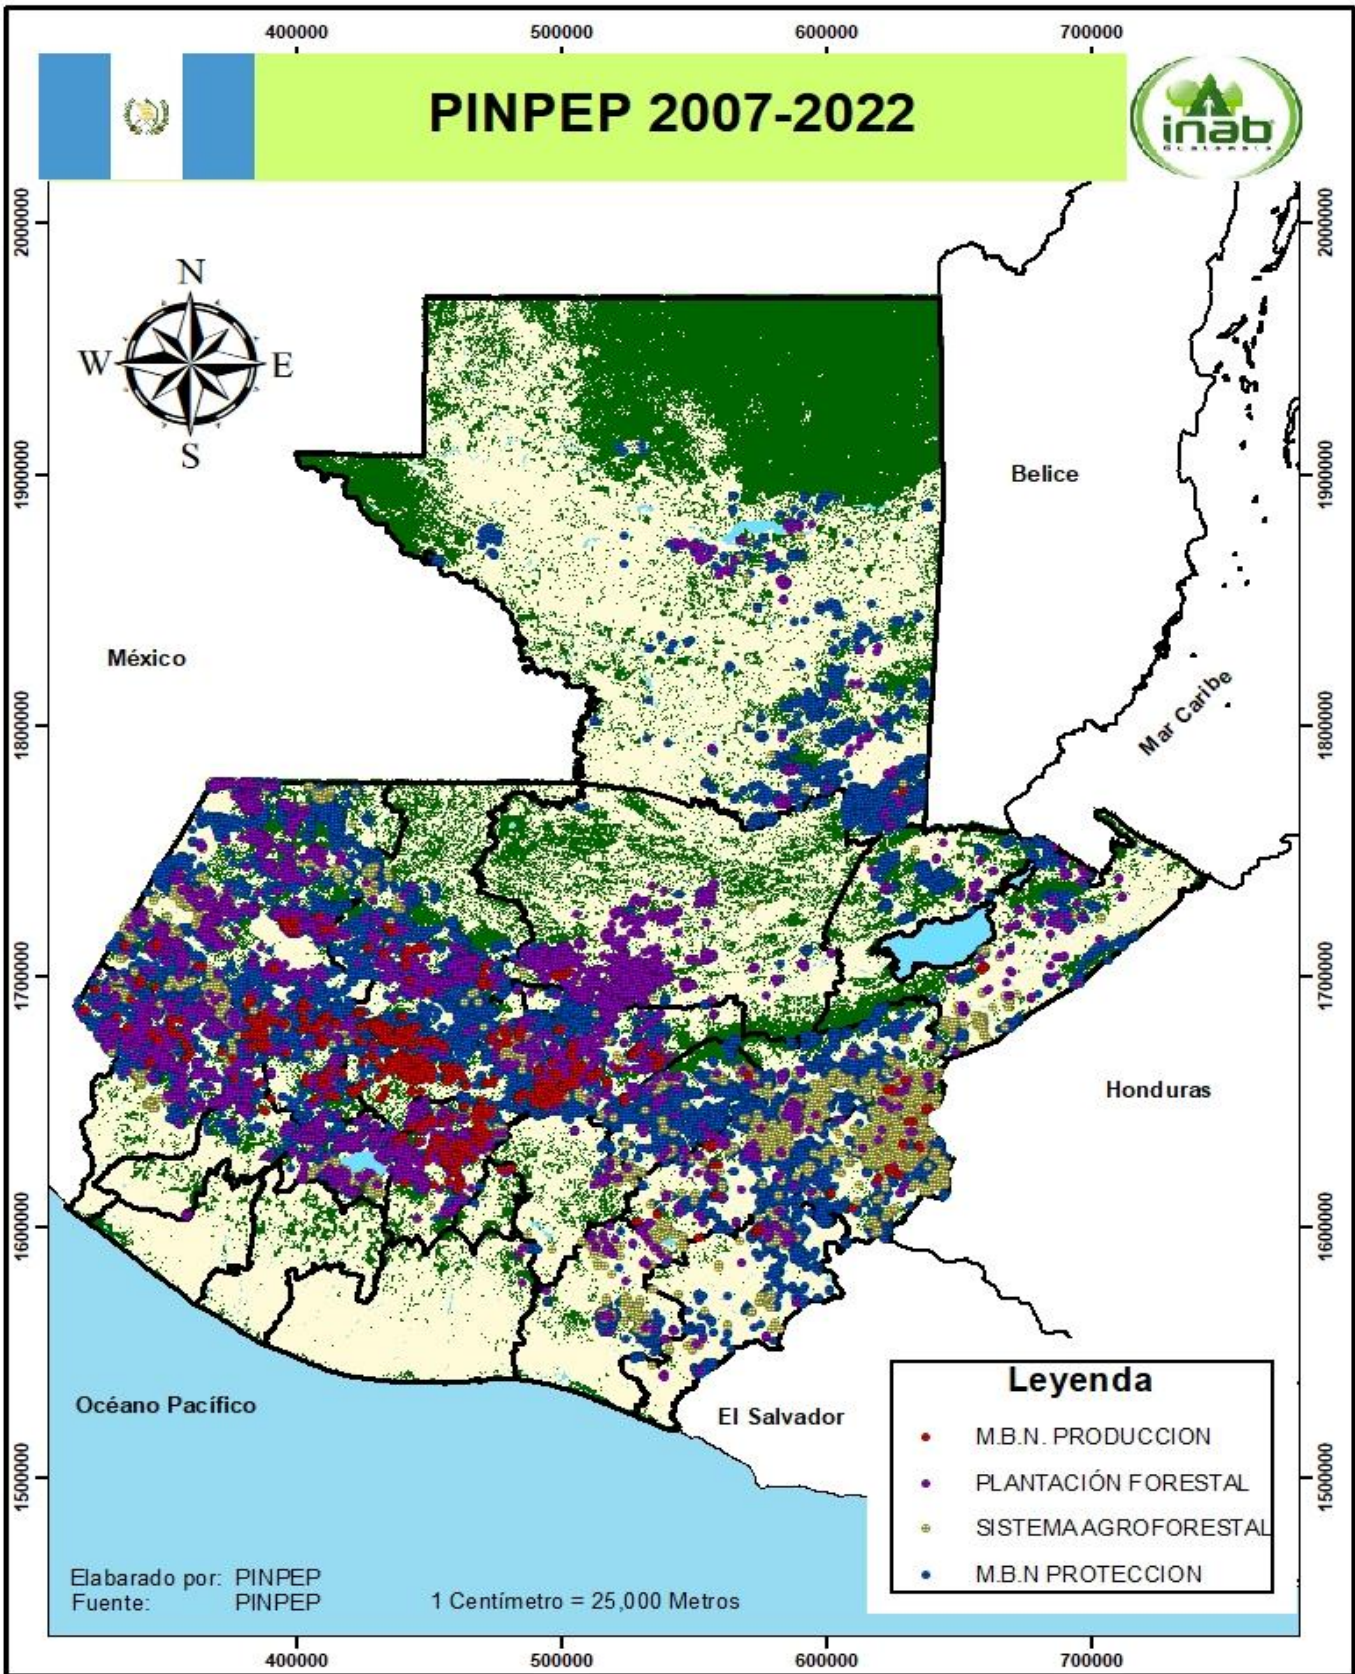 400000 500000 600000 700000
PINPEP 2007-2022
inab
Guatemala
2000000 2000000
N
W E
S
1900000 1900000
Belice
México
Mar Caribe
1800000 1800000
1700000 1700000
Honduras
1600000 1600000
Leyenda
Océano Pacífico
El Salvador
M.B.N. PRODUCCION
PLANTACIÓN FORESTAL
SISTEMA AGROFORESTAL
M.B.N PROTECCION
1500000 1500000
Elabarado por: PINPEP
Fuente: PINPEP
1 Centímetro = 25,000 Metros
400000 500000 600000 700000